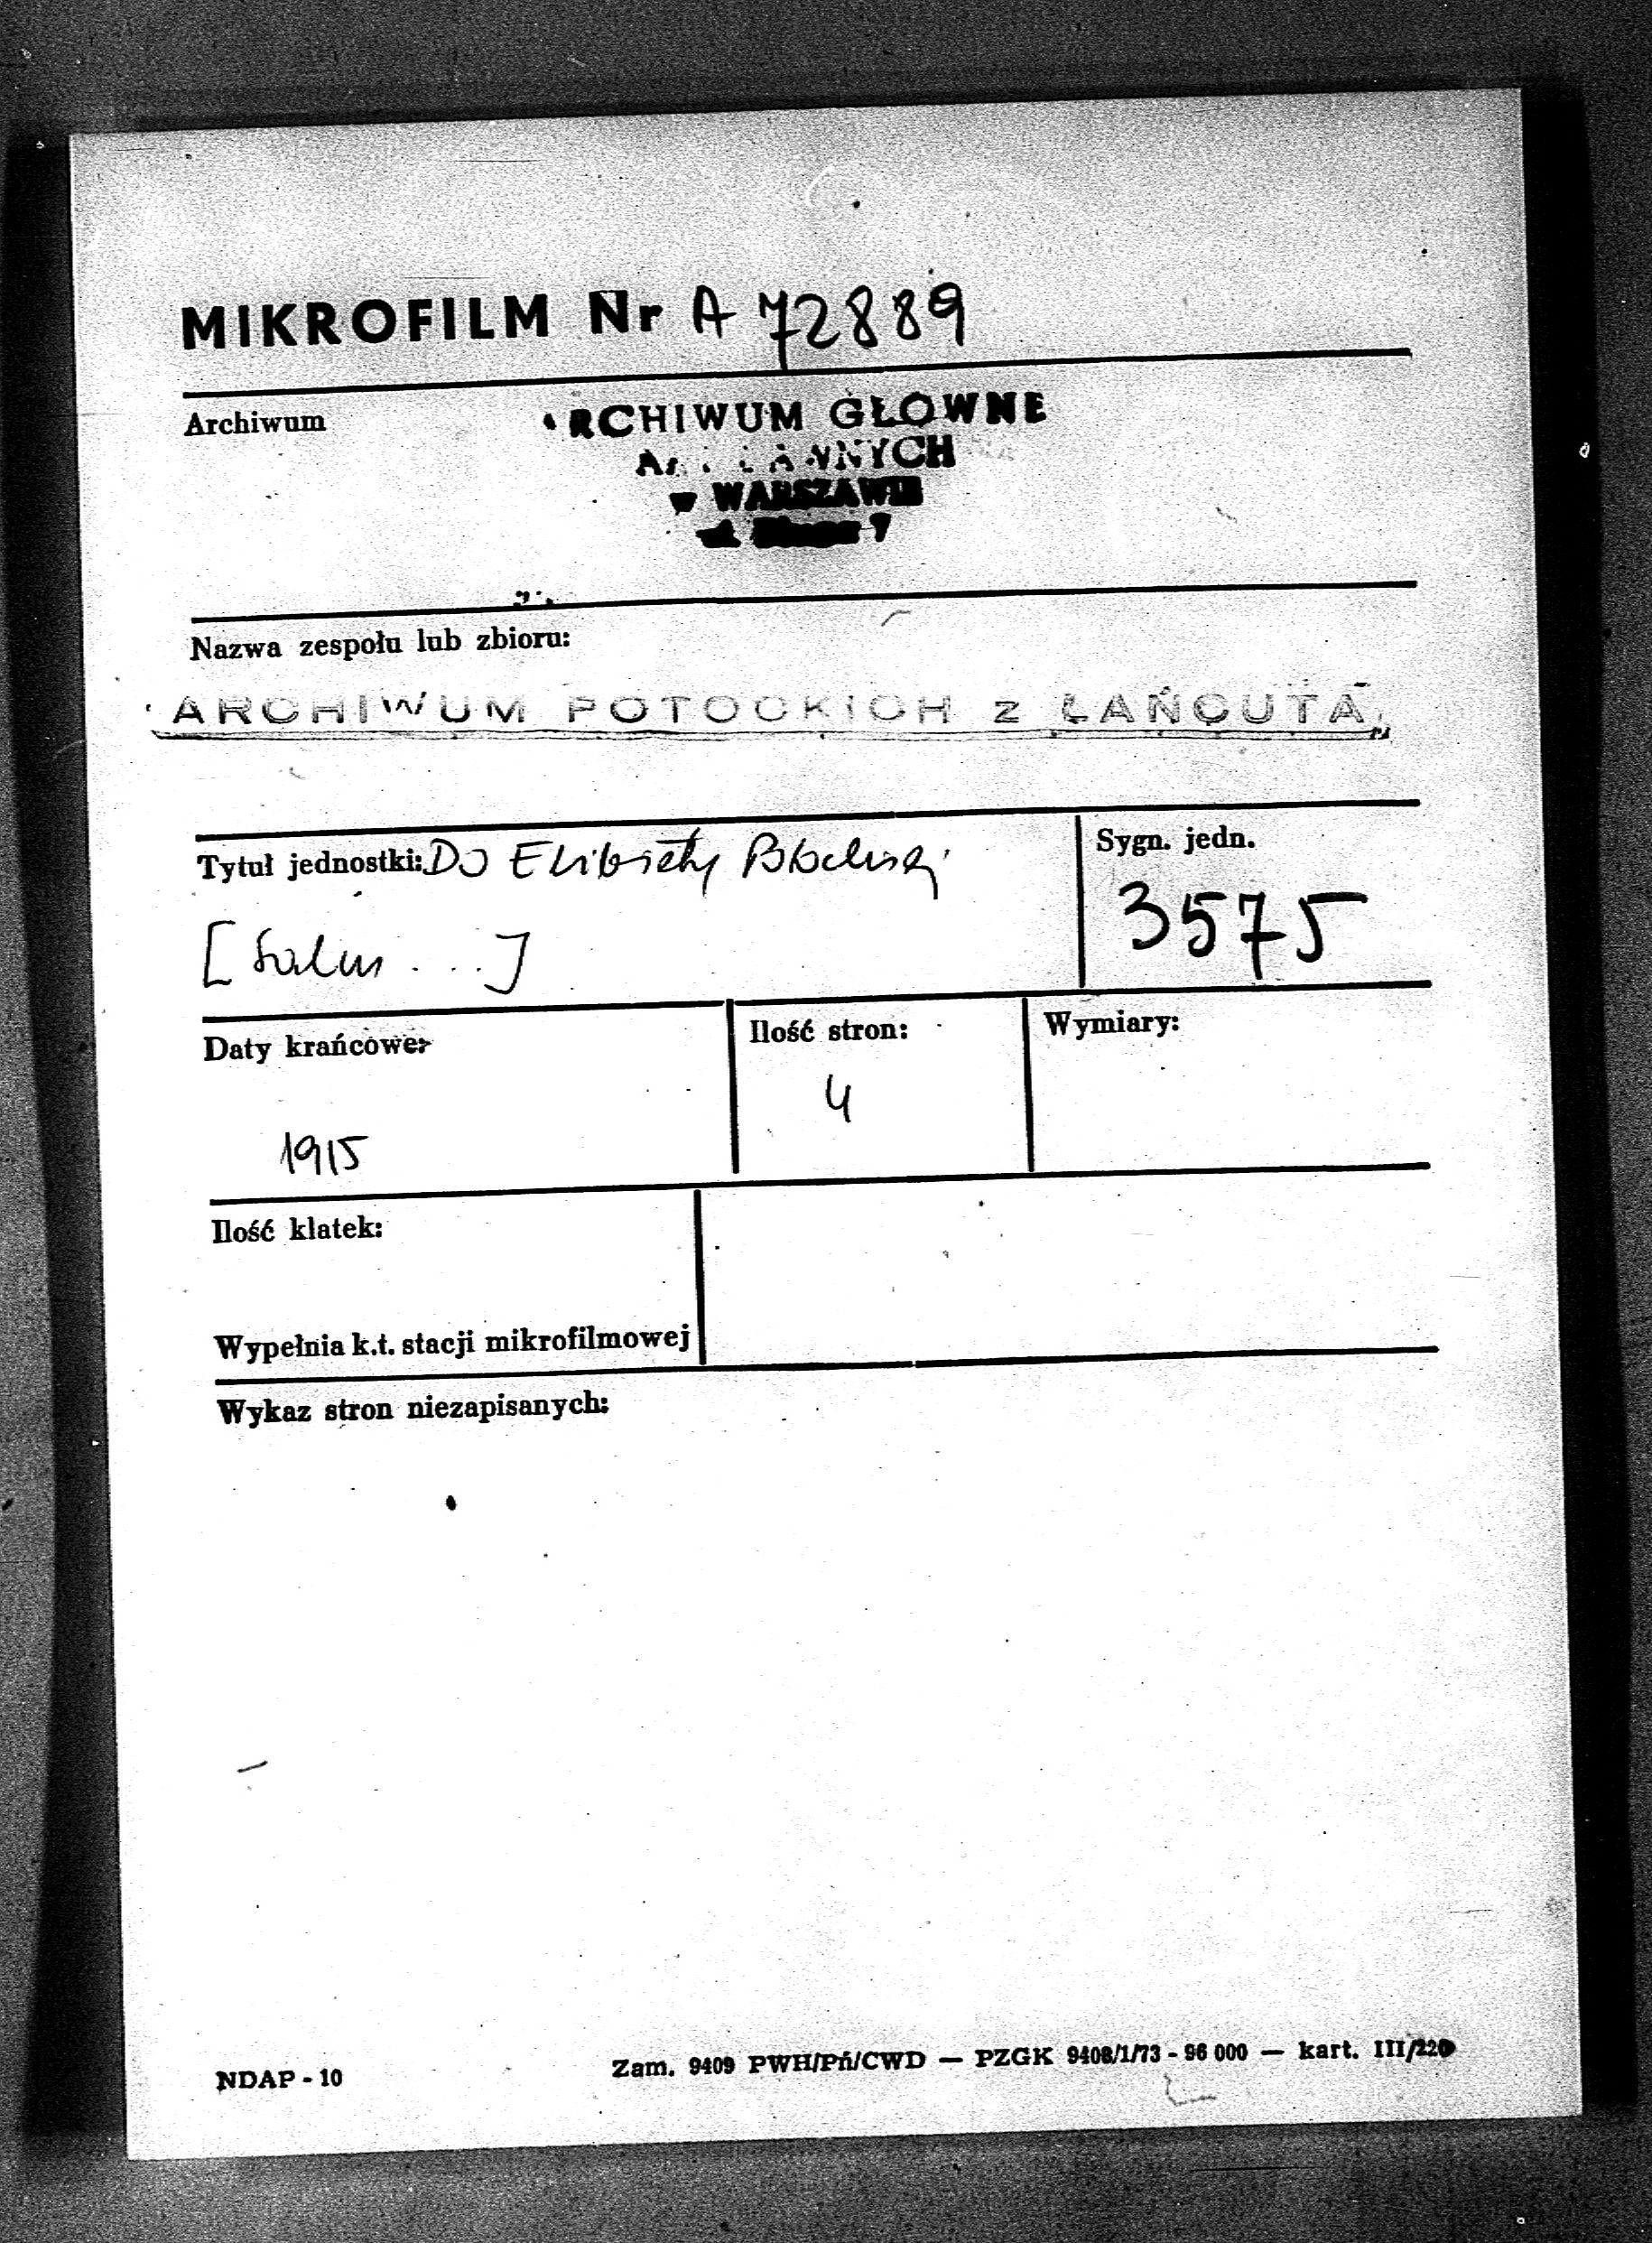 MIKROFILM Nr A 72889
Archiwum
ARCHIWUM GŁOWNE
w WARSZAWIE
7
Nazwa zespołu lub zbioru:
ARCHIWUM POTOCKICH z ŁAŃCUTA
Tytuł jednostki: Do Elżbiety
Sygn. jedn.
3575
[ ... ]
Daty krańcowe:
1915
Ilość stron:
4
Wymiary:
Ilość klatek:
Wypełnia k.t. stacji mikrofilmowej
Wykaz stron niezapisanych:
NDAP - 10
Zam. 9409 PWH/Pń/CWD — PZGK 9408/1/73 - 96 000 — kart. III/220